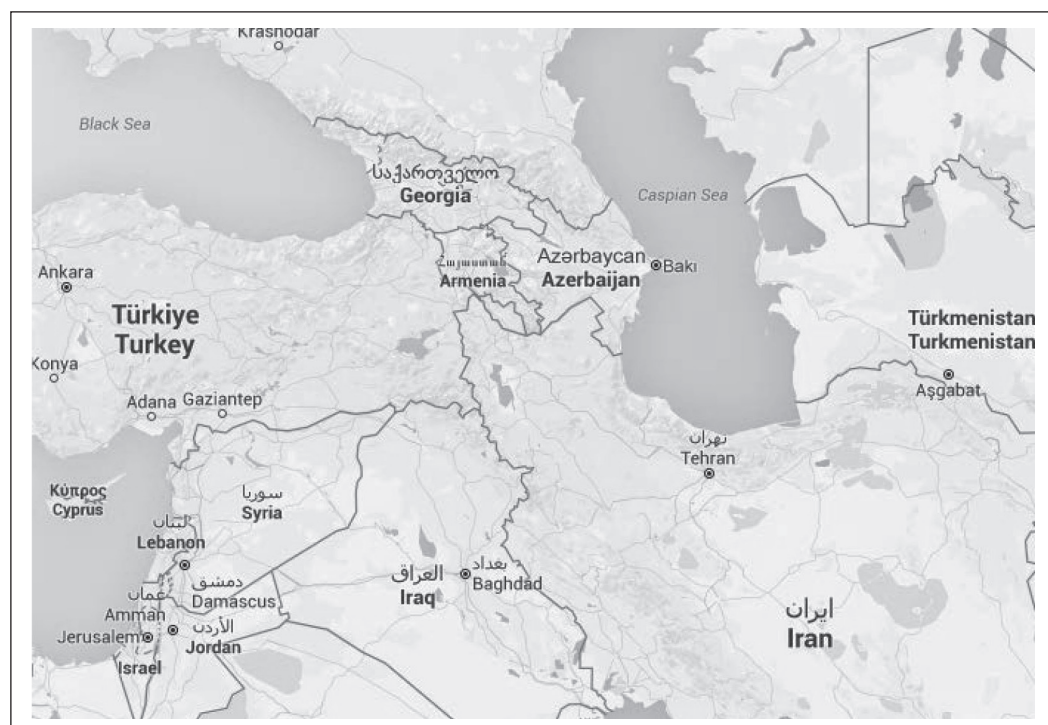 Krasnodar
Black Sea
საქართველო
Georgia
Caspian Sea
Հայաստան
Armenia
Azərbaycan
Azerbaijan
Bakı
Ankara
Türkiye
Turkey
Türkmenistan
Turkmenistan
Konya
Adana
Gaziantep
Aşgabat
تهران
Tehran
Κύπρος
Cyprus
سوريا
Syria
لبنان
Lebanon
دمشق
Damascus
العراق
Iraq
بغداد
Baghdad
عمان
Amman
الأردن
Jordan
Jerusalem
Israel
ایران
Iran